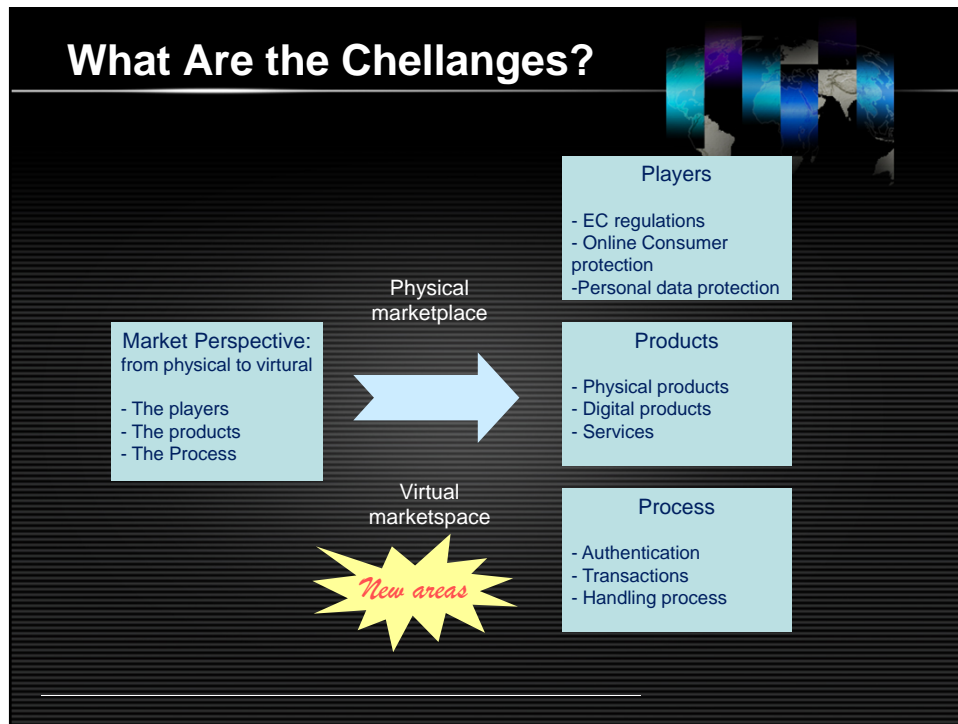 What Are the Chellanges?
Players
- EC regulations
- Online Consumer
protection
-Personal data protection
Physical
marketplace
Market Perspective:
from physical to virtural
- The players
- The products
- The Process
Products
- Physical products
- Digital products
- Services
Virtual
marketspace
New areas
Process
- Authentication
- Transactions
- Handling process